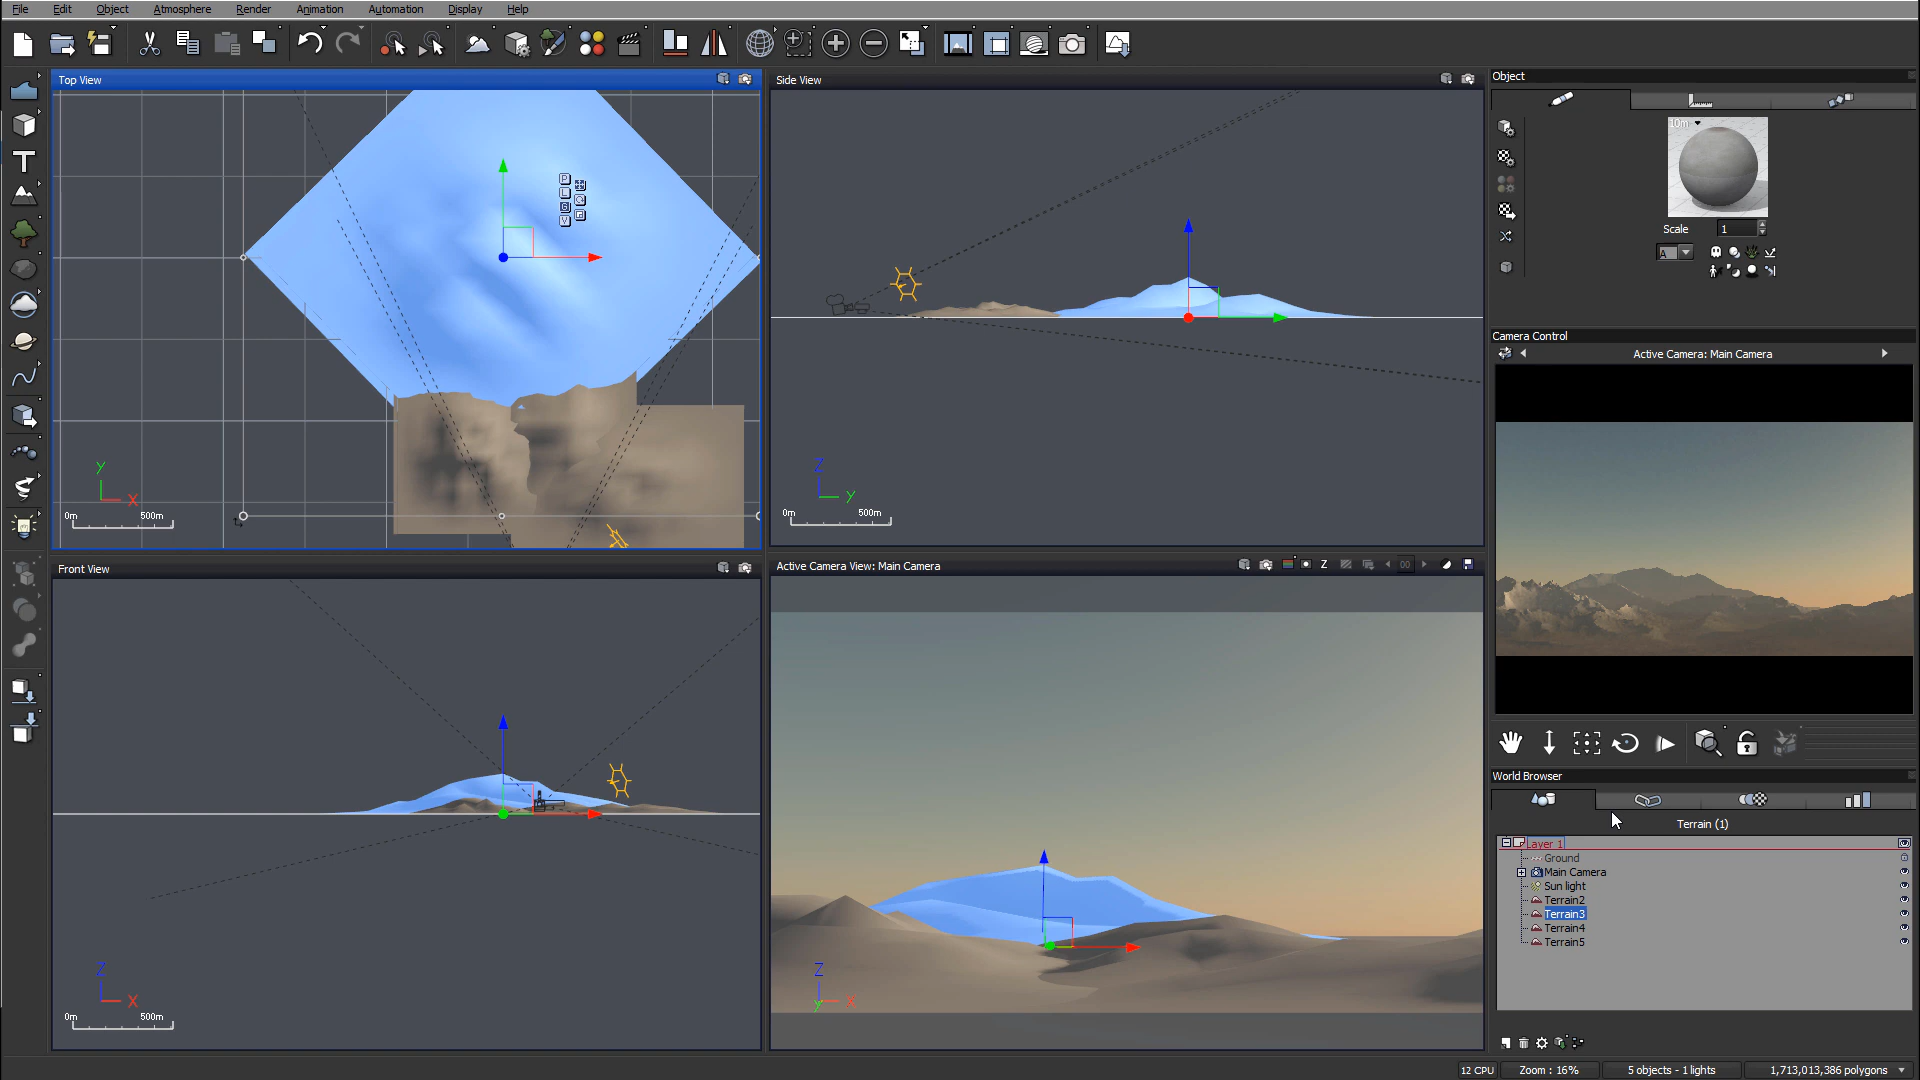 File Edit Object Atmosphere Render Animation Automation Display Help
Top View
Side View
Object
10m
Scale 1
A
P
L
G
V
Camera Control
Active Camera: Main Camera
Y
X
0m 500m
Z
Y
0m 500m
Front View
Active Camera View: Main Camera
Z
00
World Browser
Terrain (1)
Layer 1
Ground
Main Camera
Sun light
Terrain2
Terrain3
Terrain4
Terrain5
Z
X
0m 500m
Z
Y
X
12 CPU
Zoom : 16%
5 objects - 1 lights
1,713,013,386 polygons